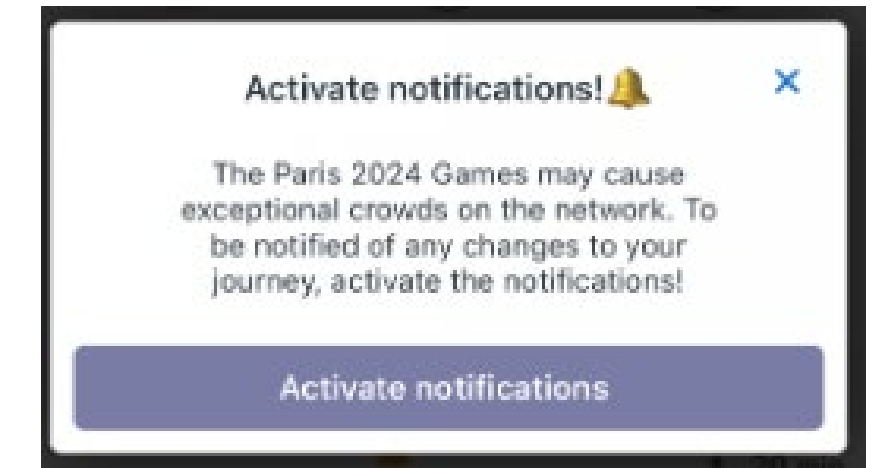 Activate notifications!🔔
The Paris 2024 Games may cause
exceptional crowds on the network. To
be notified of any changes to your
journey, activate the notifications!
Activate notifications